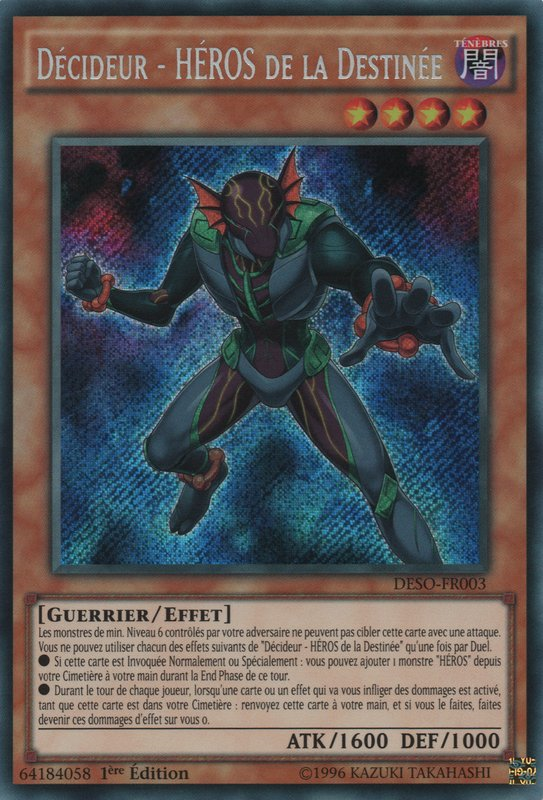 DÉCIDEUR - HÉROS DE LA DESTINÉE
TÉNÈBRES
闇
DESO-FR003
[GUERRIER/EFFET]
Les monstres de min. Niveau 6 contrôlés par votre adversaire ne peuvent pas cibler cette carte avec une attaque.
Vous ne pouvez utiliser chacun des effets suivants de "Décideur - HÉROS de la Destinée" qu'une fois par Duel.
● Si cette carte est Invoquée Normalement ou Spécialement : vous pouvez ajouter 1 monstre "HÉROS" depuis
votre Cimetière à votre main durant la End Phase de ce tour.
● Durant le tour de chaque joueur, lorsqu'une carte ou un effet qui va vous infliger des dommages est activé,
tant que cette carte est dans votre Cimetière : renvoyez cette carte à votre main, et si vous le faites, faites
devenir ces dommages d'effet sur vous 0.
ATK/1600 DEF/1000
64184058 1ère Édition ©1996 KAZUKI TAKAHASHI